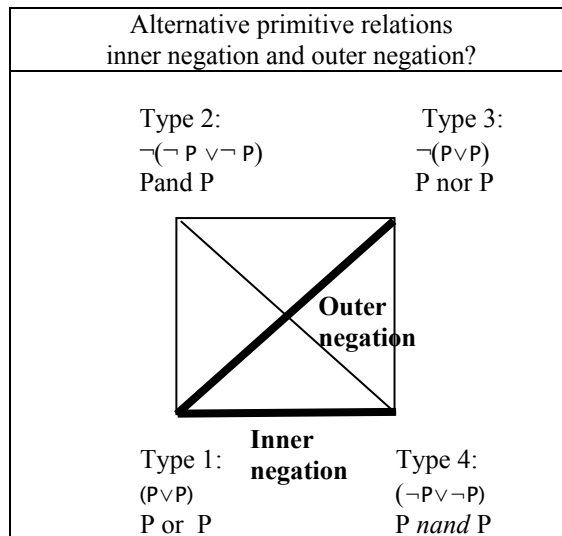 Alternative primitive relations
inner negation and outer negation?
Type 2:
¬(¬ P ∨¬ P)
Pand P
Type 3:
¬(P∨P)
P nor P
Outer
negation
Inner
negation
Type 1:
(P∨P)
P or P
Type 4:
(¬P∨¬P)
P nand P